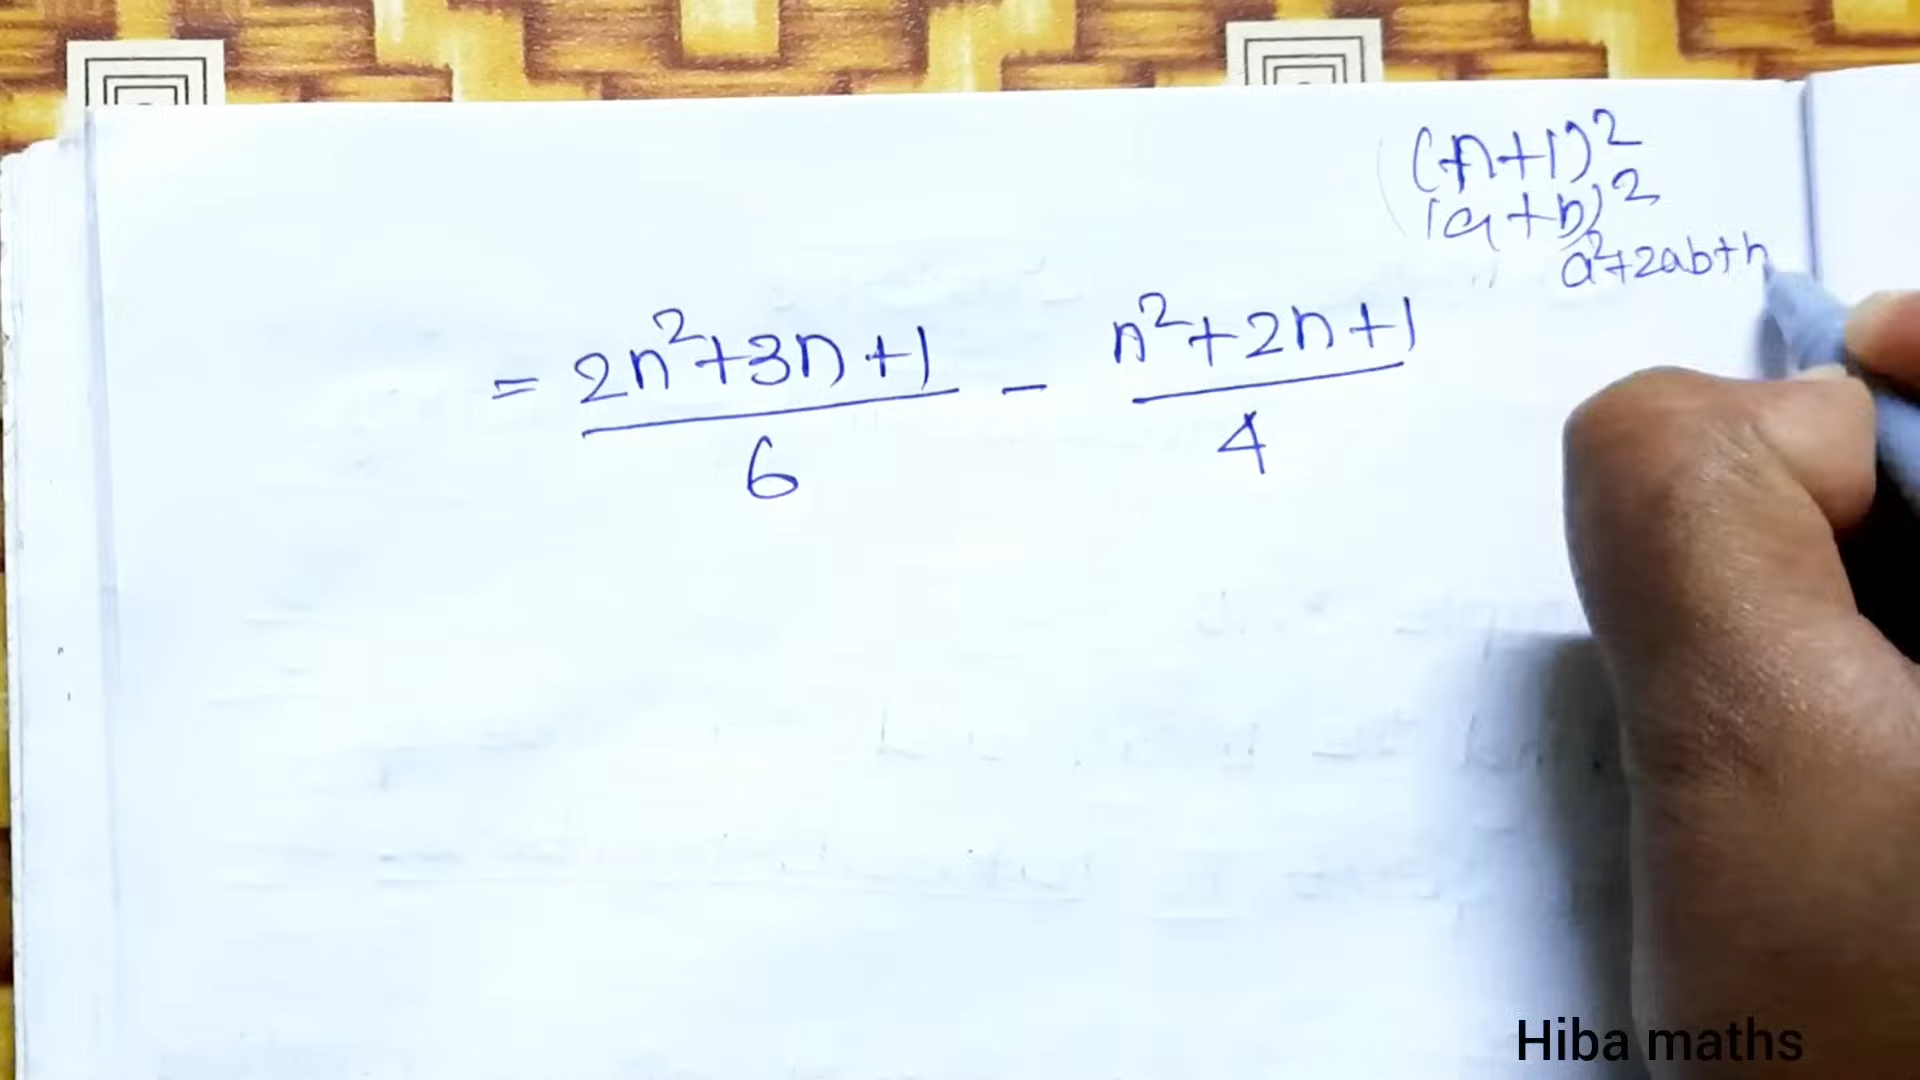 (n+1)²
(a+b)²
a²+2ab+b
= 2n²+3n+1 / 6 - n²+2n+1 / 4
Hiba maths